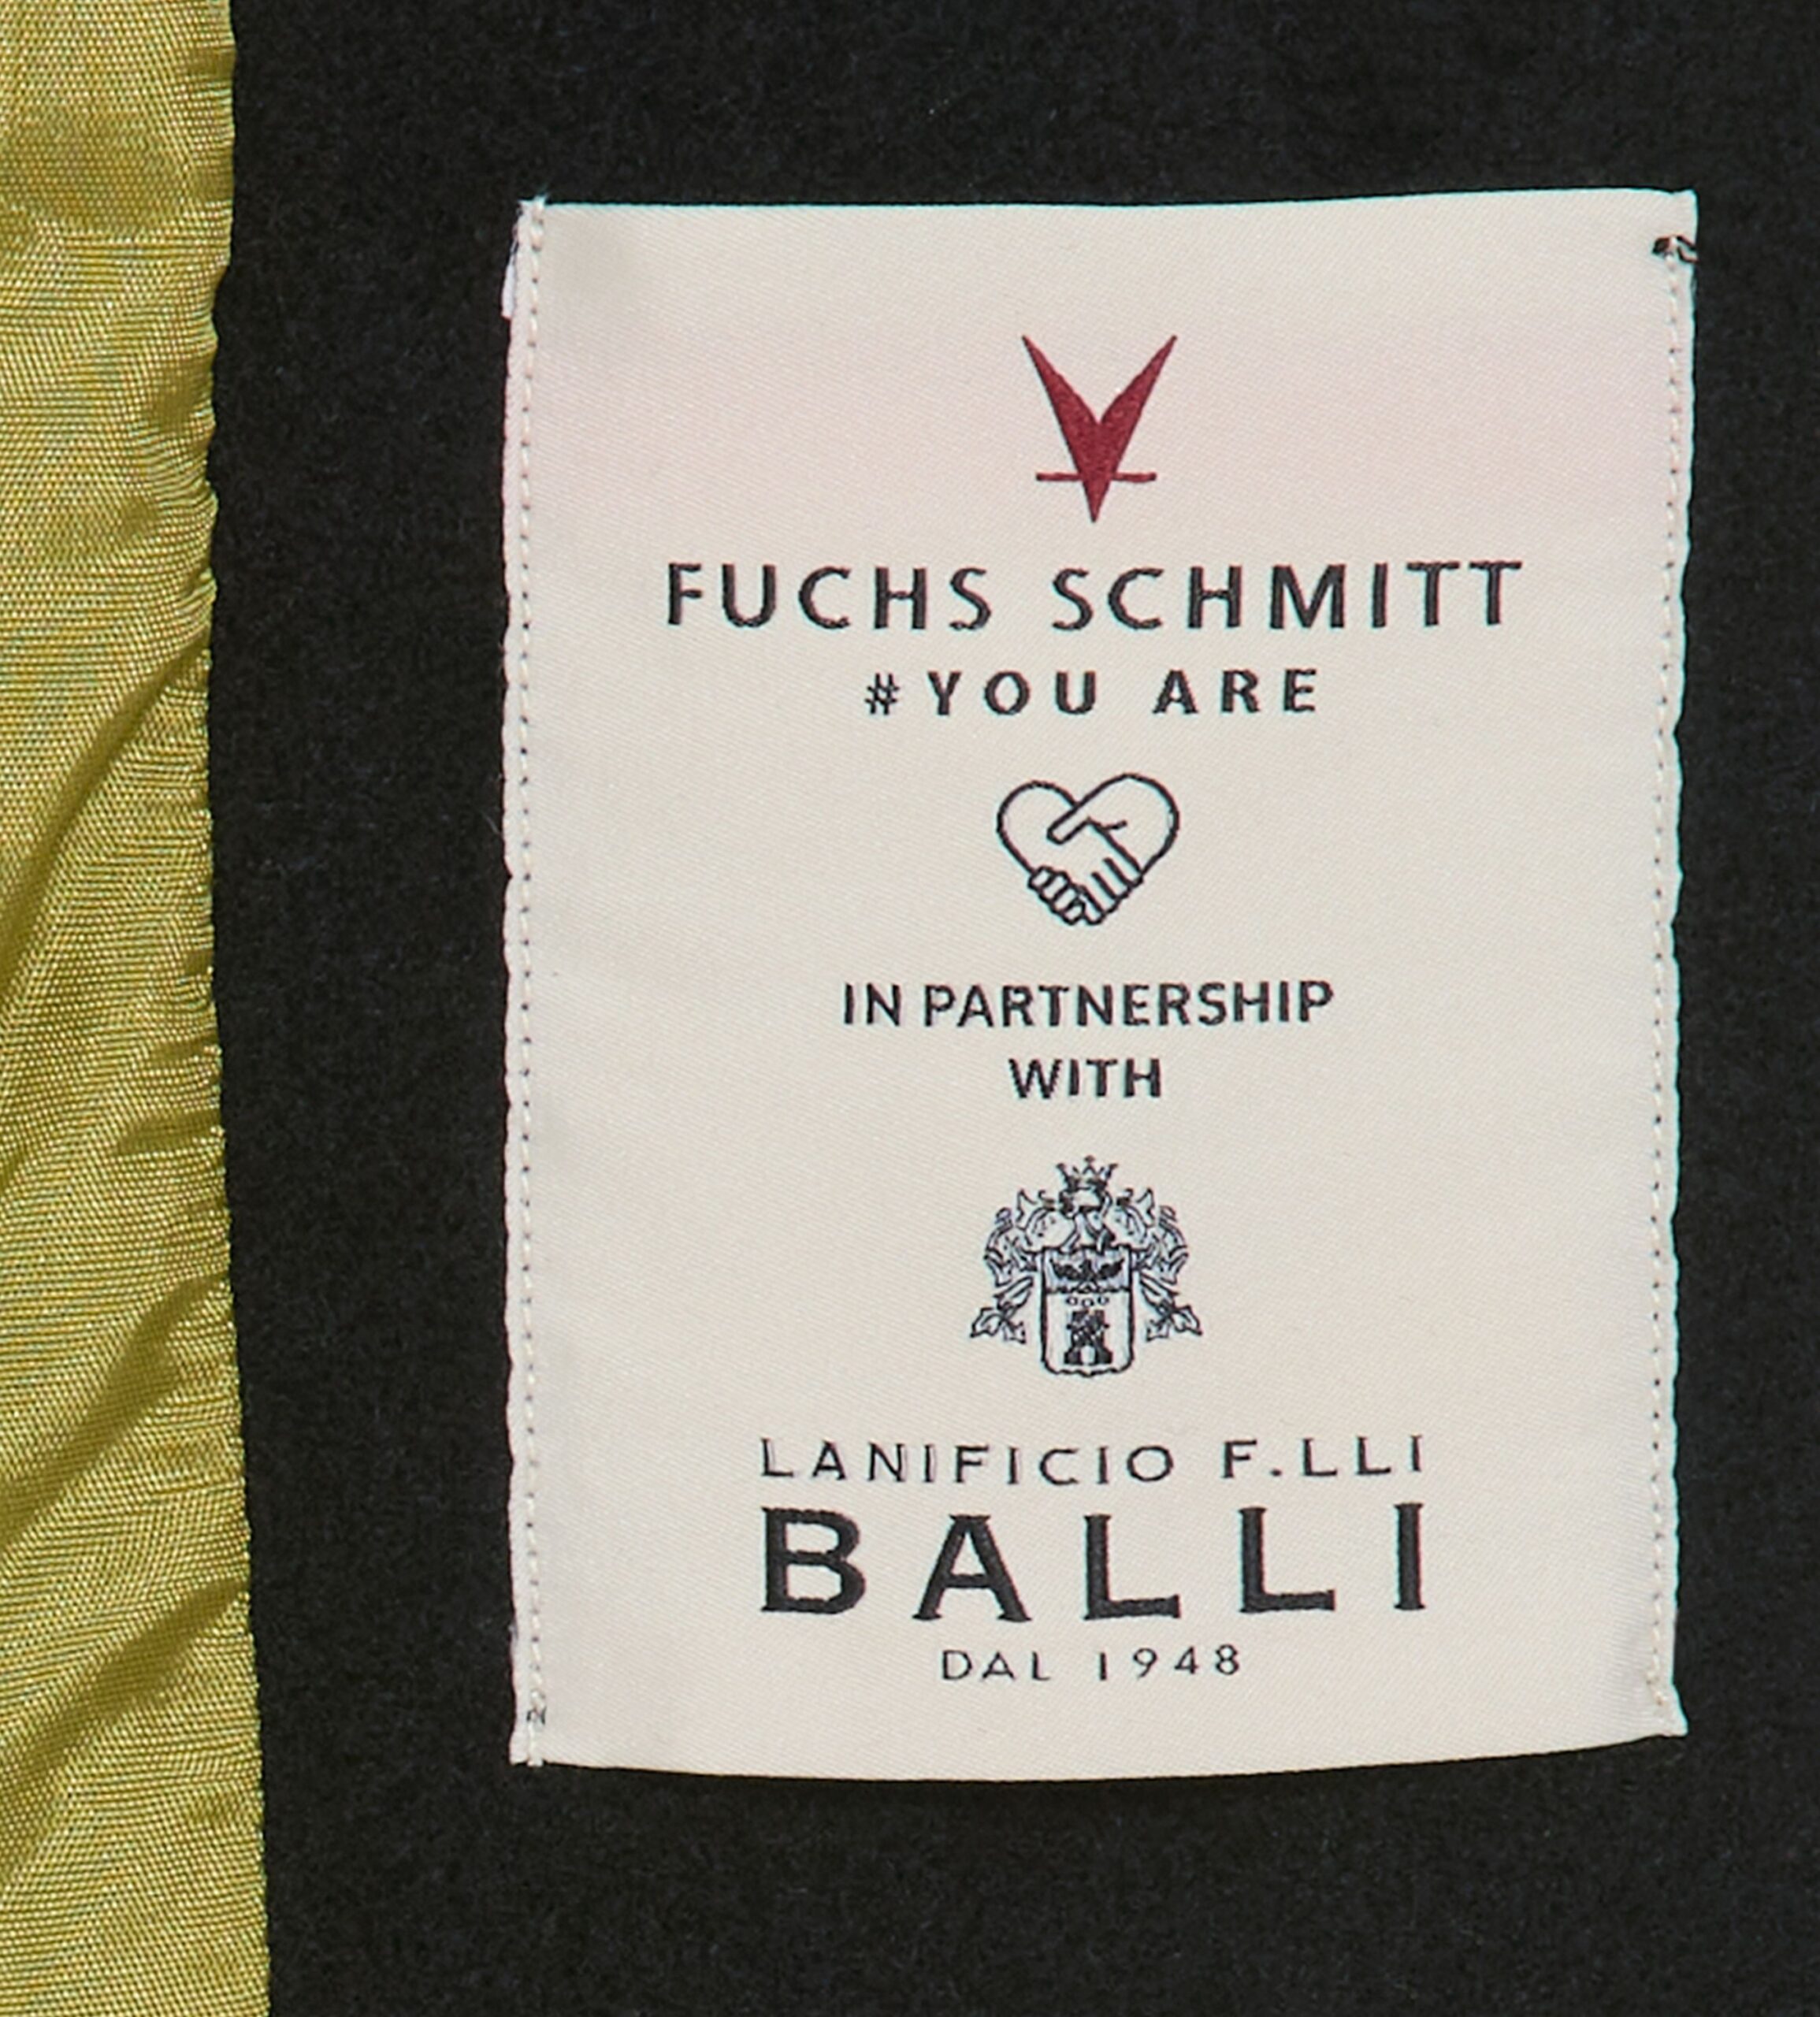 FUCHS SCHMITT
#YOU ARE
IN PARTNERSHIP
WITH
LANIFICIO F.LLI
BALLI
DAL 1948